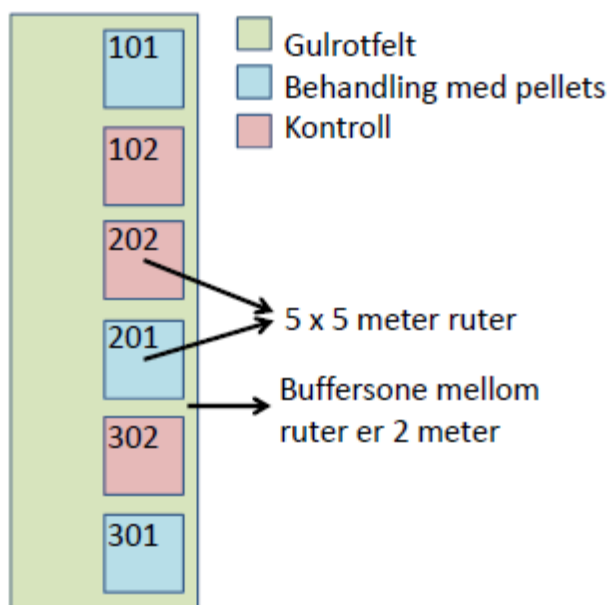 101
102
202
201
302
301
Gulrotfelt
Behandling med pellets
Kontroll
5 x 5 meter ruter
Buffersone mellom
ruter er 2 meter